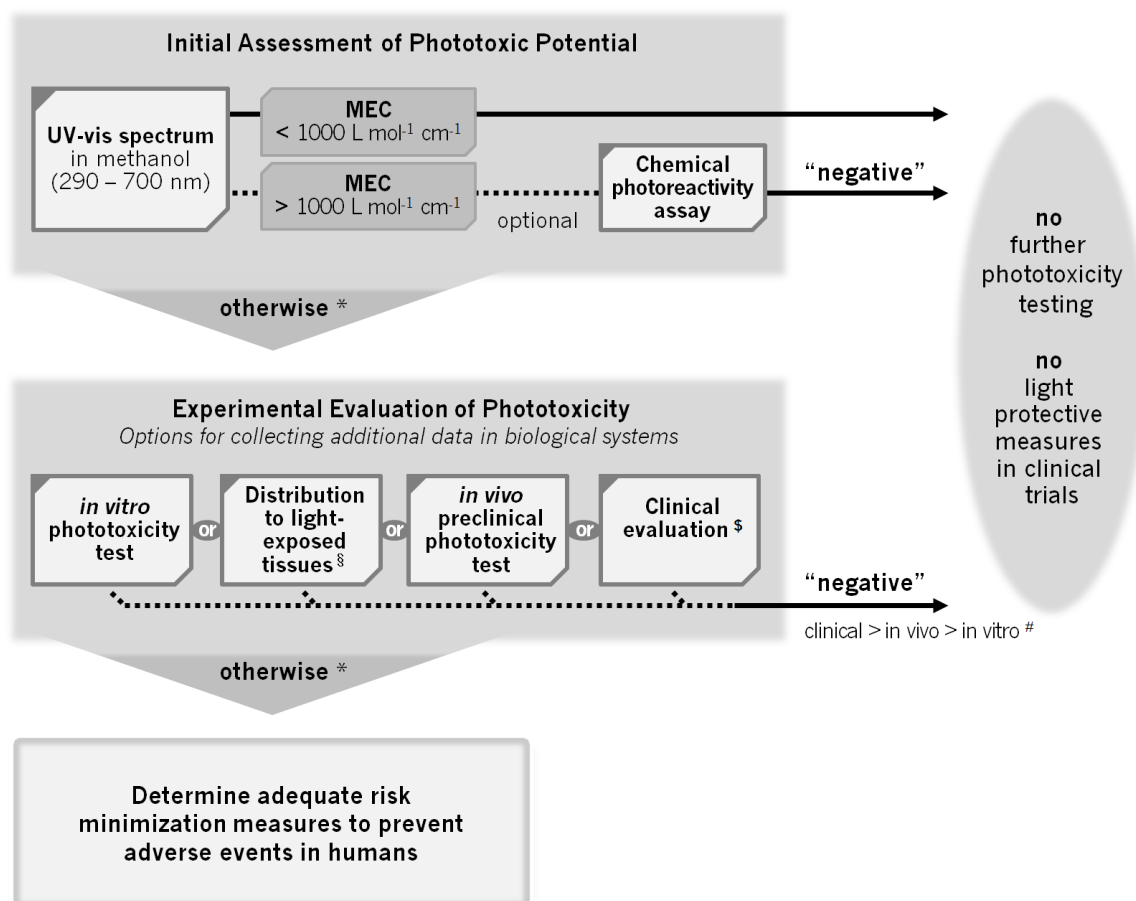 Initial Assessment of Phototoxic Potential
UV-vis spectrum
in methanol
(290 – 700 nm)
MEC
< 1000 L mol-1 cm-1
MEC
> 1000 L mol-1 cm-1
optional
Chemical
photoreactivity
assay
“negative”
otherwise *
no
further
phototoxicity
testing
no
light
protective
measures
in clinical
trials
Experimental Evaluation of Phototoxicity
Options for collecting additional data in biological systems
in vitro
phototoxicity
test
or
Distribution
to light-
exposed
tissues §
or
in vivo
preclinical
phototoxicity
test
or
Clinical
evaluation $
“negative”
clinical > in vivo > in vitro #
otherwise *
Determine adequate risk
minimization measures to prevent
adverse events in humans